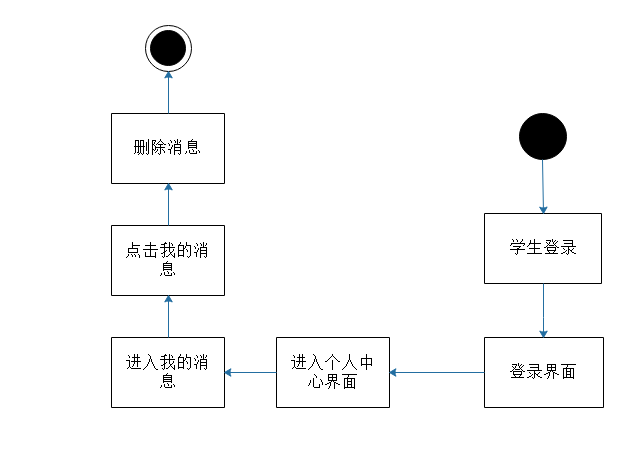 删除消息
学生登录
点击我的消
息
进入我的消
息
进入个人中
心界面
登录界面